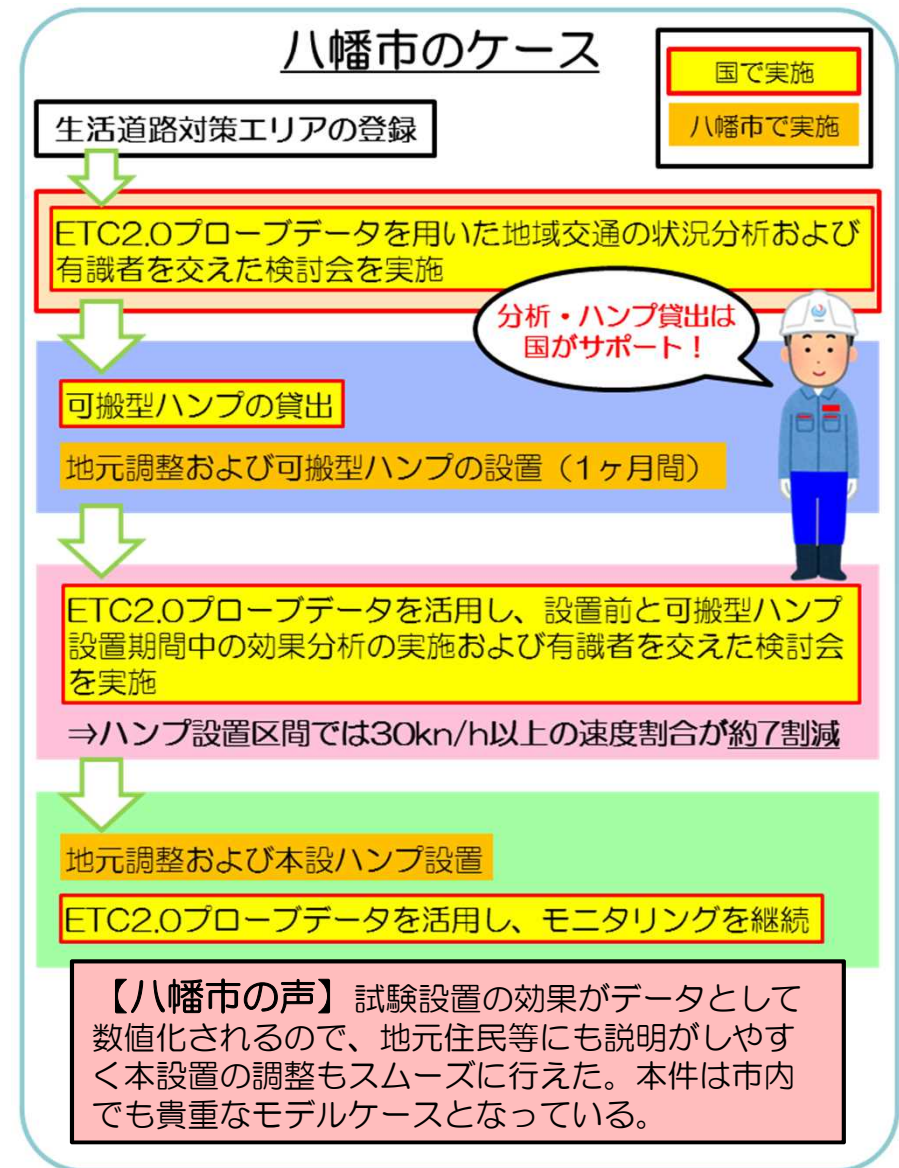 八幡市のケース
国で実施
八幡市で実施
生活道路対策エリアの登録
ETC2.0プローブデータを用いた地域交通の状況分析および
有識者を交えた検討会を実施
分析・ハンプ貸出は
国がサポート！
可搬型ハンプの貸出
地元調整および可搬型ハンプの設置（1ヶ月間）
ETC2.0プローブデータを活用し、設置前と可搬型ハンプ
設置期間中の効果分析の実施および有識者を交えた検討会
を実施
⇒ハンプ設置区間では30kn/h以上の速度割合が約7割減
地元調整および本設ハンプ設置
ETC2.0プローブデータを活用し、モニタリングを継続
【八幡市の声】試験設置の効果がデータとして
数値化されるので、地元住民等にも説明がしやす
く本設置の調整もスムーズに行えた。本件は市内
でも貴重なモデルケースとなっている。